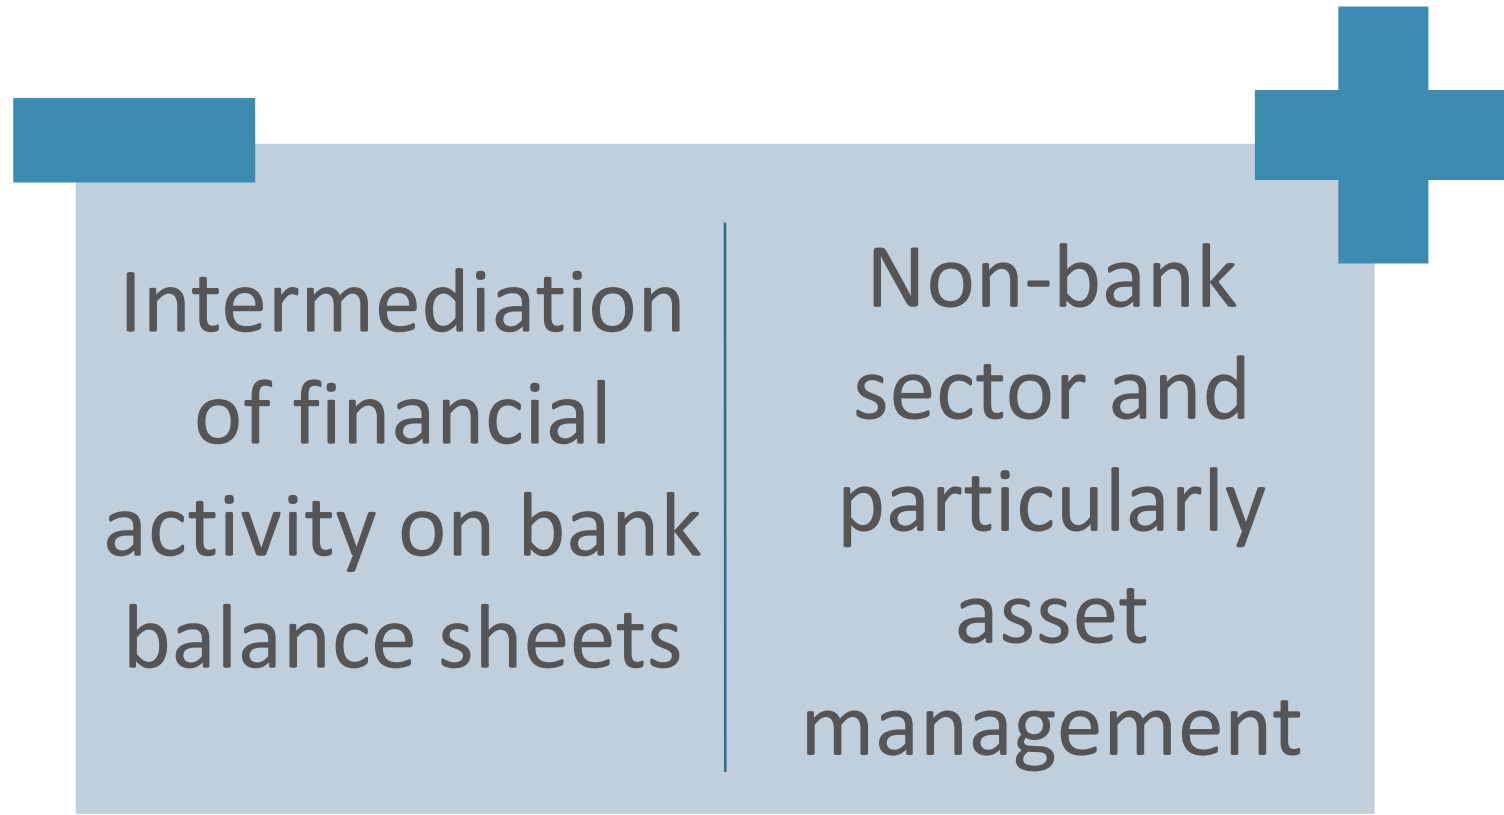 Intermediation
of financial
activity on bank
balance sheets
Non-bank
sector and
particularly
asset
management